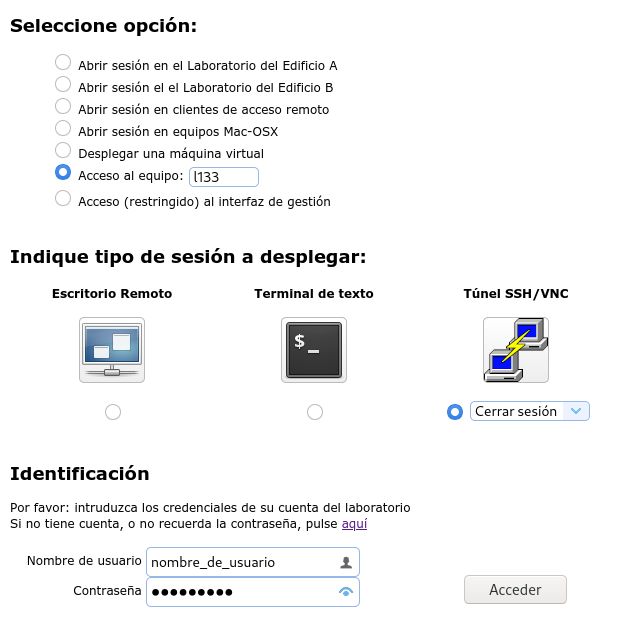 Seleccione opción:
Abrir sesión en el Laboratorio del Edificio A
Abrir sesión el el Laboratorio del Edificio B
Abrir sesión en clientes de acceso remoto
Abrir sesión en equipos Mac-OSX
Desplegar una máquina virtual
Acceso al equipo: l133
Acceso (restringido) al interfaz de gestión
Indique tipo de sesión a desplegar:
Escritorio Remoto Terminal de texto Túnel SSH/VNC
$_
Cerrar sesión
Identificación
Por favor: intruduzca los credenciales de su cuenta del laboratorio
Si no tiene cuenta, o no recuerda la contraseña, pulse aquí
Nombre de usuario nombre_de_usuario
Contraseña ●●●●●●●●● Acceder